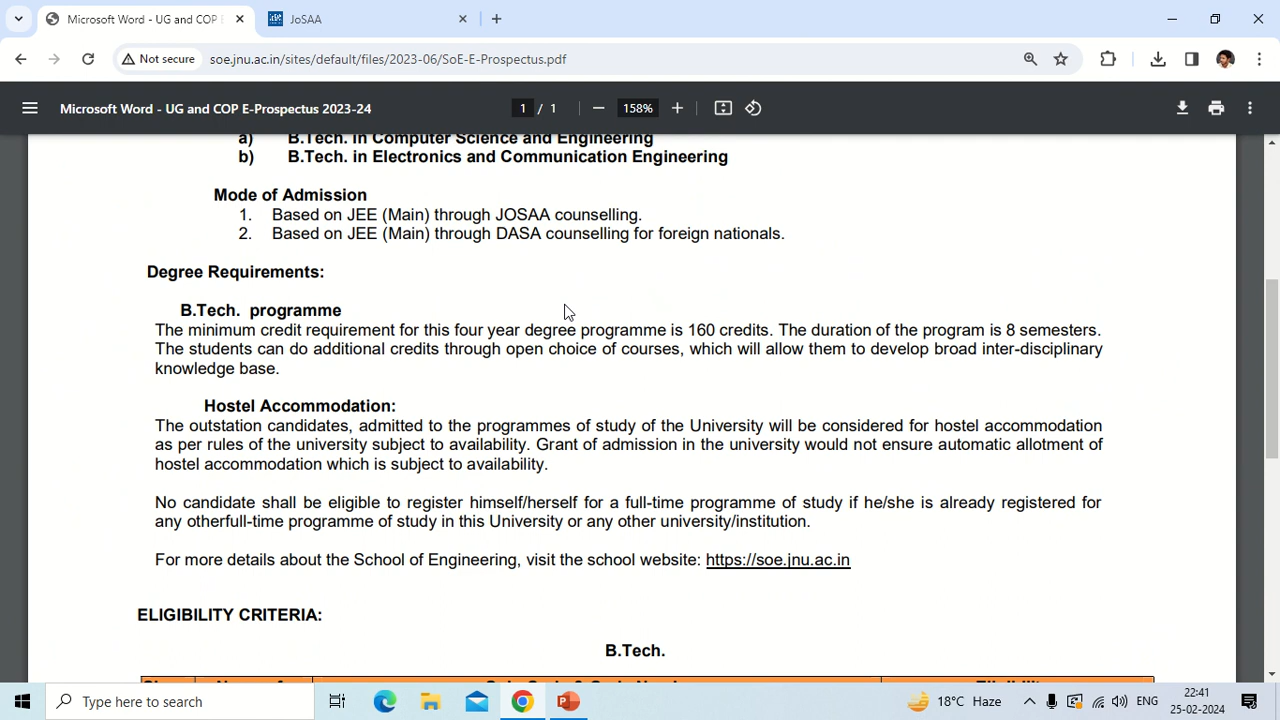 Microsoft Word - UG and COP E
JoSAA
Not secure
soe.jnu.ac.in/sites/default/files/2023-06/SoE-E-Prospectus.pdf
Microsoft Word - UG and COP E-Prospectus 2023-24
1 / 1
158%
a) B.Tech. in Computer Science and Engineering
b) B.Tech. in Electronics and Communication Engineering
Mode of Admission
1. Based on JEE (Main) through JOSAA counselling.
2. Based on JEE (Main) through DASA counselling for foreign nationals.
Degree Requirements:
B.Tech. programme
The minimum credit requirement for this four year degree programme is 160 credits. The duration of the program is 8 semesters.
The students can do additional credits through open choice of courses, which will allow them to develop broad inter-disciplinary
knowledge base.
Hostel Accommodation:
The outstation candidates, admitted to the programmes of study of the University will be considered for hostel accommodation
as per rules of the university subject to availability. Grant of admission in the university would not ensure automatic allotment of
hostel accommodation which is subject to availability.
No candidate shall be eligible to register himself/herself for a full-time programme of study if he/she is already registered for
any otherfull-time programme of study in this University or any other university/institution.
For more details about the School of Engineering, visit the school website: https://soe.jnu.ac.in
ELIGIBILITY CRITERIA:
B.Tech.
Type here to search
18°C Haze
ENG
22:41
25-02-2024